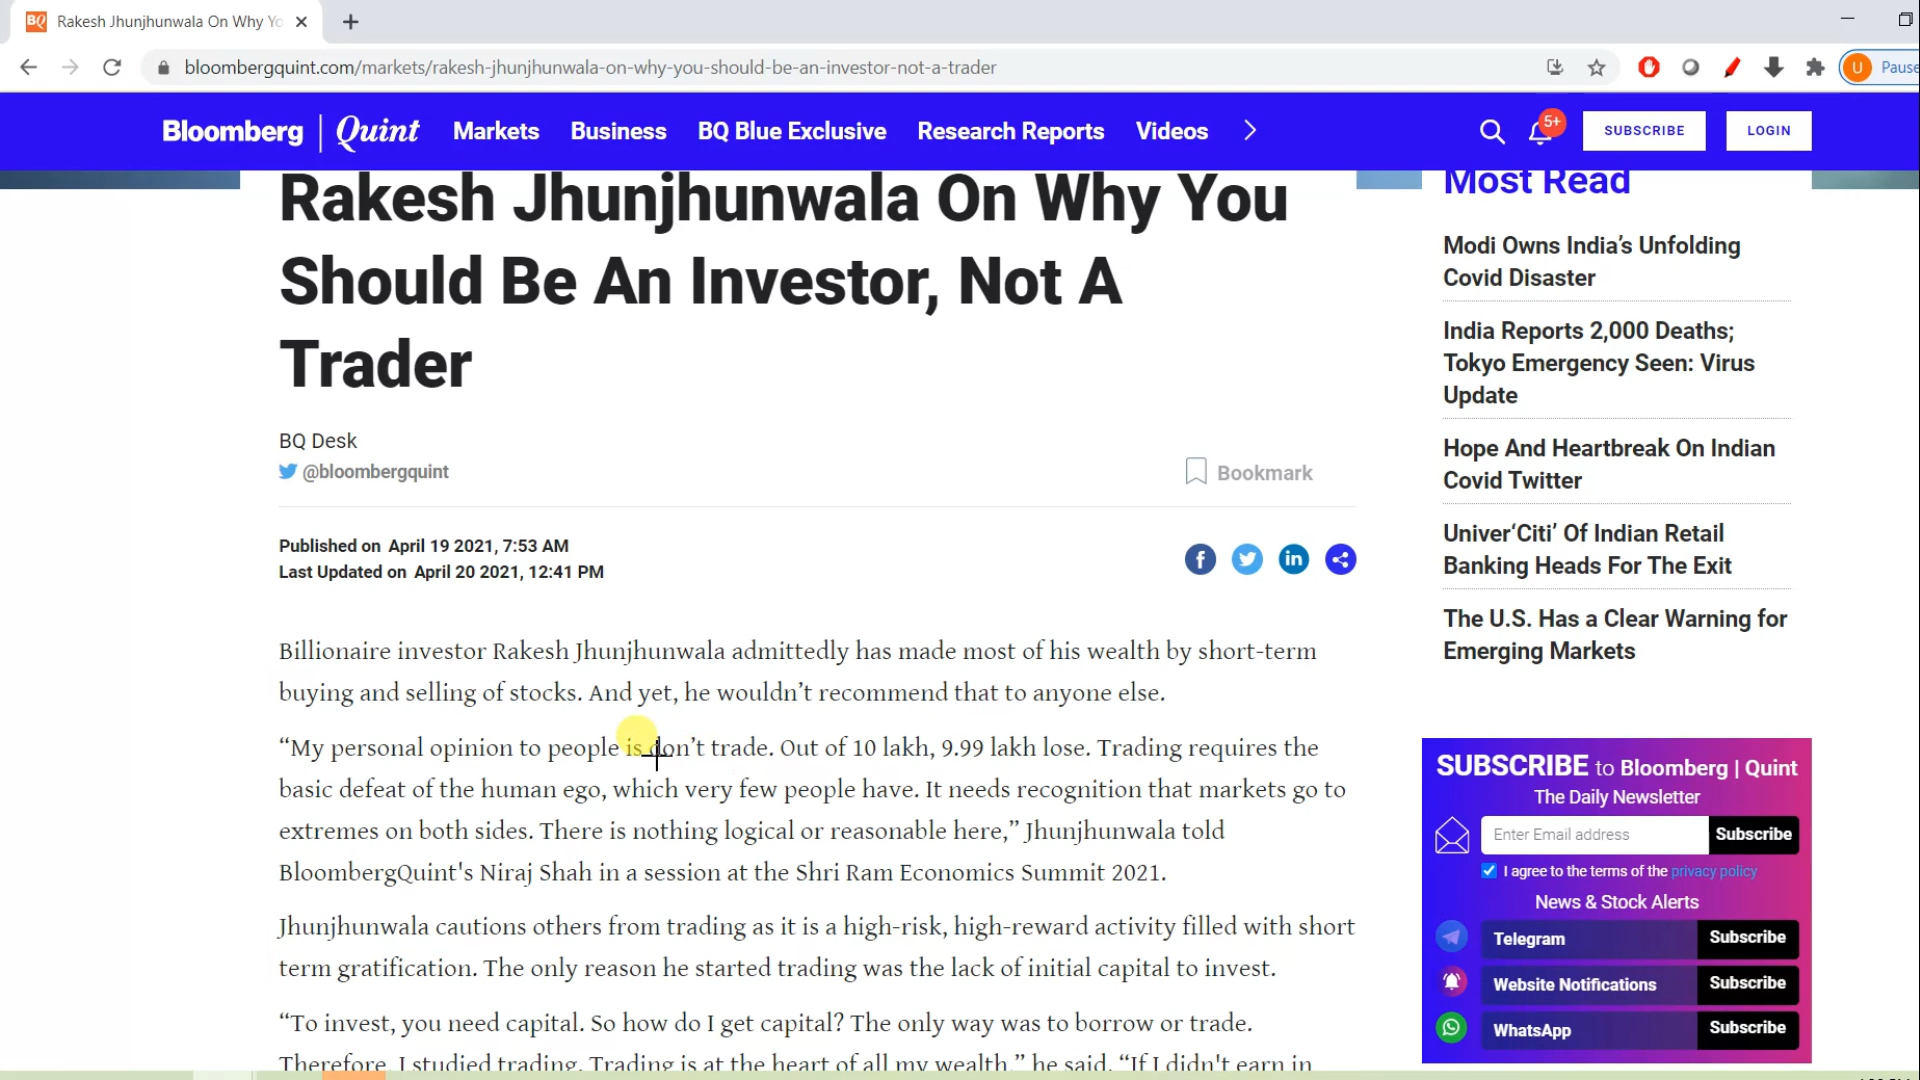 BQ Rakesh Jhunjhunwala On Why Yo
bloombergquint.com/markets/rakesh-jhunjhunwala-on-why-you-should-be-an-investor-not-a-trader
U Pause
Bloomberg | Quint Markets Business BQ Blue Exclusive Research Reports Videos 5+ SUBSCRIBE LOGIN
Rakesh Jhunjhunwala On Why You
Should Be An Investor, Not A
Trader
BQ Desk
@bloombergquint
Bookmark
Published on April 19 2021, 7:53 AM
Last Updated on April 20 2021, 12:41 PM
Billionaire investor Rakesh Jhunjhunwala admittedly has made most of his wealth by short-term
buying and selling of stocks. And yet, he wouldn’t recommend that to anyone else.
“My personal opinion to people is don’t trade. Out of 10 lakh, 9.99 lakh lose. Trading requires the
basic defeat of the human ego, which very few people have. It needs recognition that markets go to
extremes on both sides. There is nothing logical or reasonable here,” Jhunjhunwala told
BloombergQuint's Niraj Shah in a session at the Shri Ram Economics Summit 2021.
Jhunjhunwala cautions others from trading as it is a high-risk, high-reward activity filled with short
term gratification. The only reason he started trading was the lack of initial capital to invest.
“To invest, you need capital. So how do I get capital? The only way was to borrow or trade.
Therefore, I studied trading. Trading is at the heart of all my wealth,” he said. “If I didn't earn in
Most Read
Modi Owns India’s Unfolding
Covid Disaster
India Reports 2,000 Deaths;
Tokyo Emergency Seen: Virus
Update
Hope And Heartbreak On Indian
Covid Twitter
Univer‘Citi’ Of Indian Retail
Banking Heads For The Exit
The U.S. Has a Clear Warning for
Emerging Markets
SUBSCRIBE to Bloomberg | Quint
The Daily Newsletter
Enter Email address Subscribe
I agree to the terms of the privacy policy
News & Stock Alerts
Telegram Subscribe
Website Notifications Subscribe
WhatsApp Subscribe